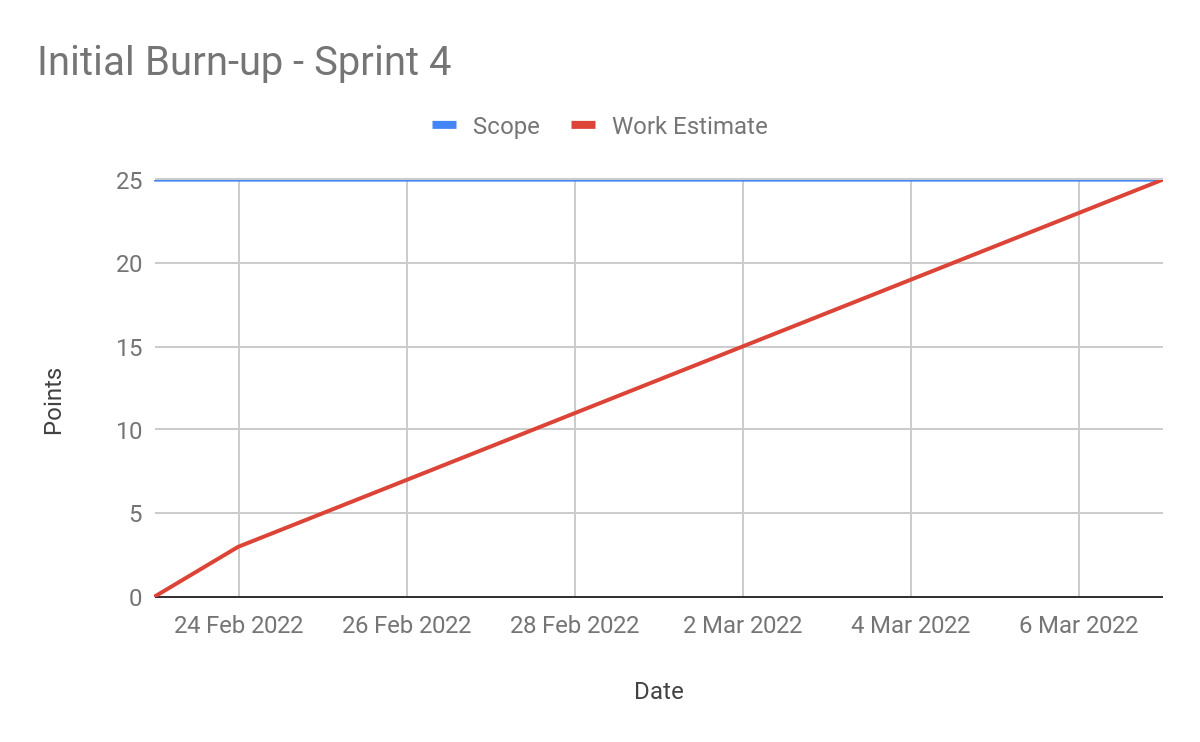 Initial Burn-up - Sprint 4
Scope Work Estimate
25
20
15
10
5
0
Points
24 Feb 2022 26 Feb 2022 28 Feb 2022 2 Mar 2022 4 Mar 2022 6 Mar 2022
Date